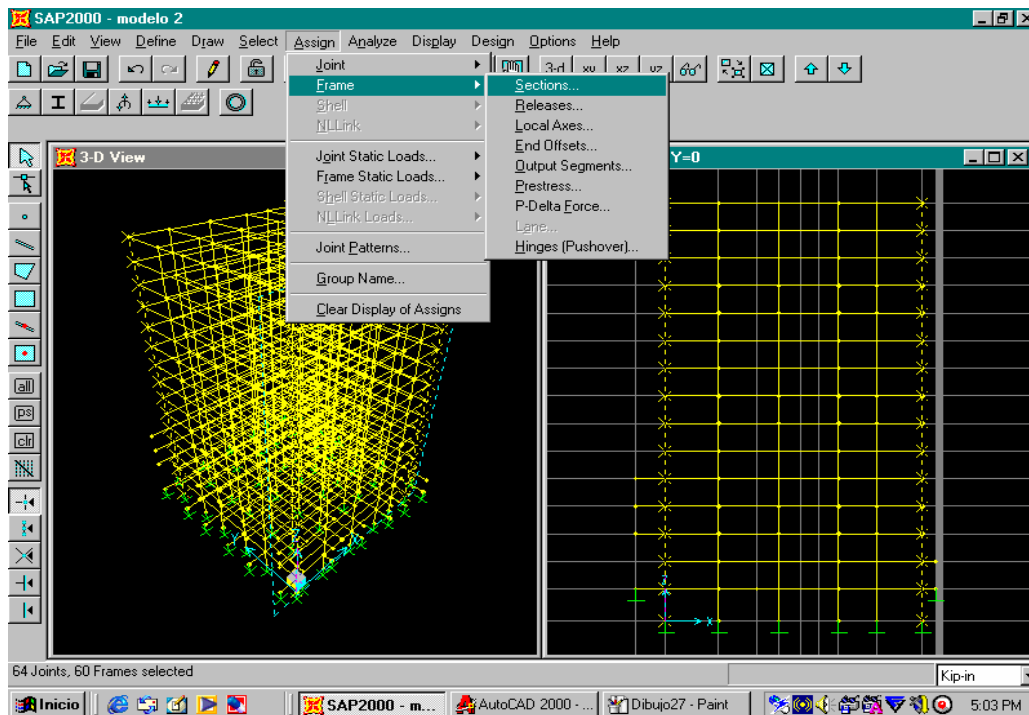 SAP2000 - modelo 2
File Edit View Define Draw Select Assign Analyze Display Design Options Help
3-d xy xz yz
Joint
Frame
Shell
NLLink
Joint Static Loads...
Frame Static Loads...
Shell Static Loads...
NLLink Loads...
Joint Patterns...
Group Name...
Clear Display of Assigns
Sections...
Releases...
Local Axes...
End Offsets...
Output Segments...
Prestress...
P-Delta Force...
Lane...
Hinges (Pushover)...
3-D View
Y=0
all
ps
clr
X
64 Joints, 60 Frames selected
Kip-in
Inicio
SAP2000 - m...
AutoCAD 2000 - ...
Dibujo27 - Paint
5:03 PM